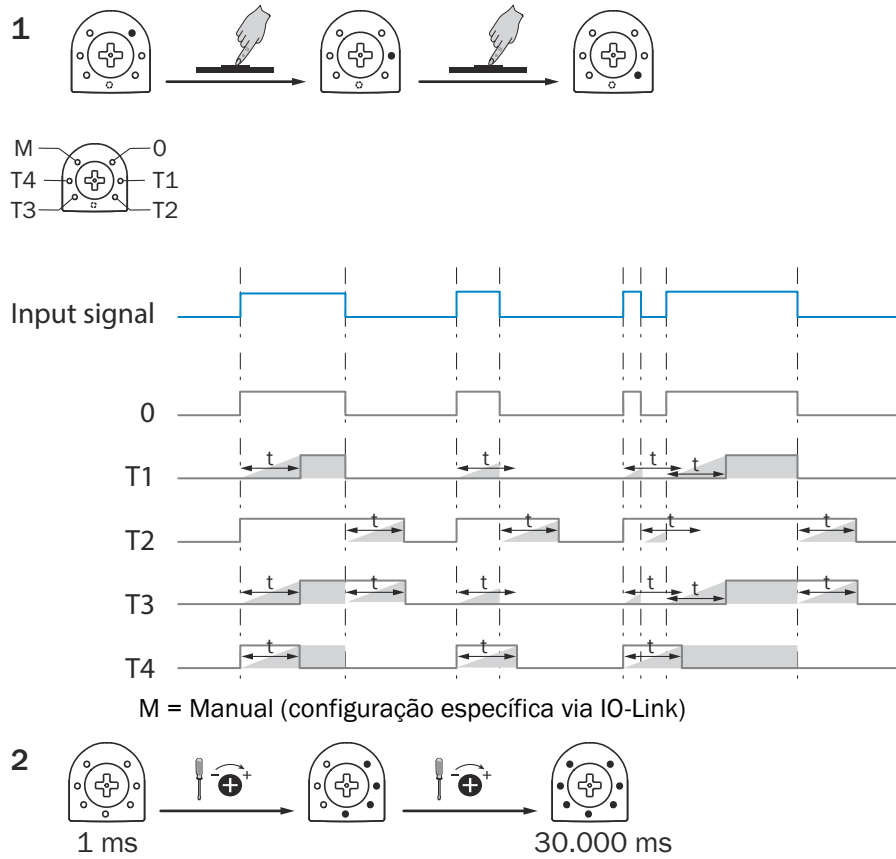 1
M 0
T4 T1
T3 T2
Input signal
0
t t t t
T1
t t t t
T2
t t t t t t
T3
t t t
T4
M = Manual (configuração específica via IO-Link)
2
- + - +
1 ms 30.000 ms